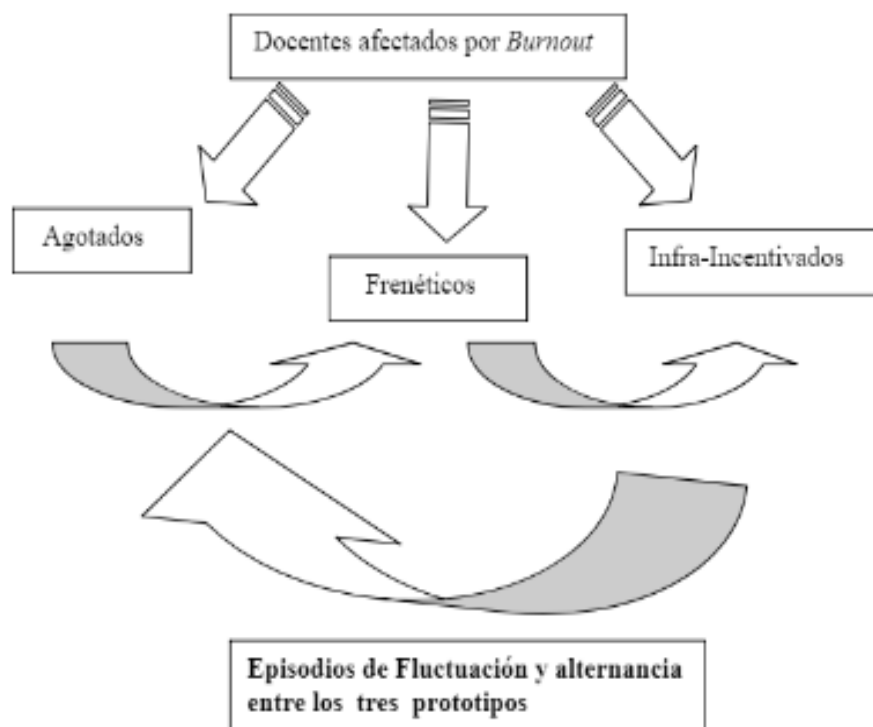 Docentes afectados por Burnout
Agotados
Frenéticos
Infra-Incentivados
Episodios de Fluctuación y alternancia
entre los tres prototipos